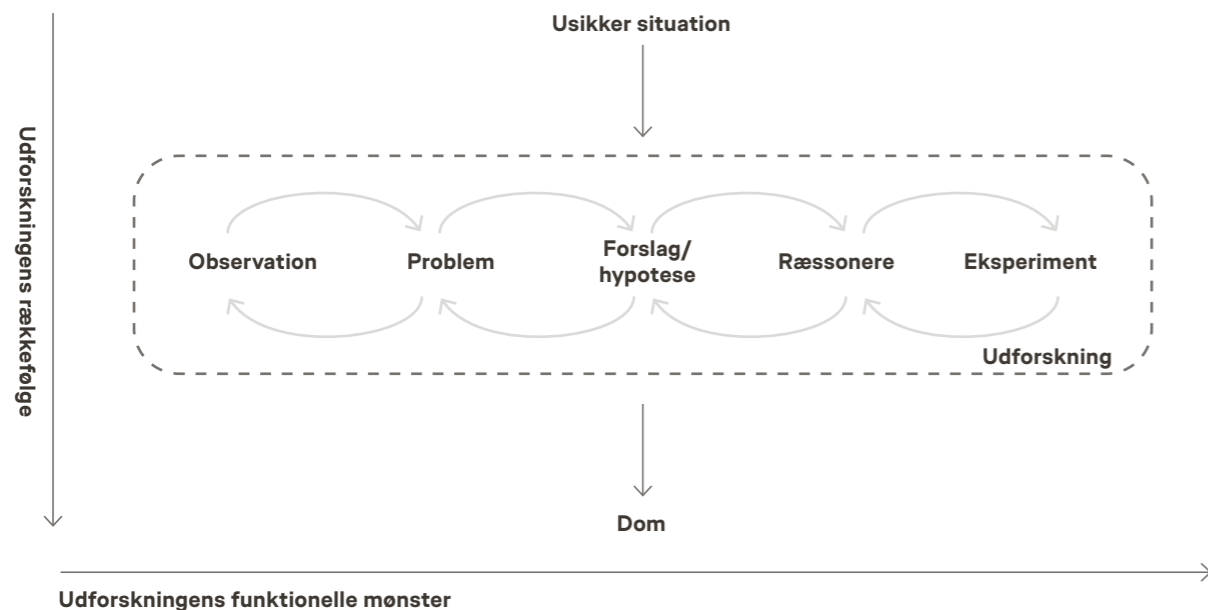 Usikker situation
Udforskningens rækkefølge
Observation
Problem
Forslag/
hypotese
Ræssonere
Eksperiment
Udforskning
Dom
Udforskningens funktionelle mønster